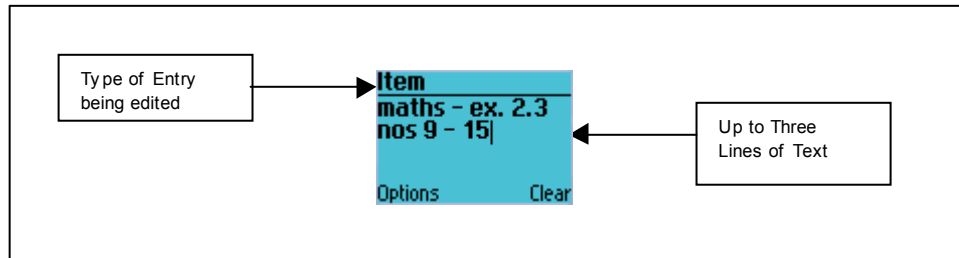 Type of Entry
being edited
Item
maths - ex. 2.3
nos 9 - 15
Options Clear
Up to Three
Lines of Text